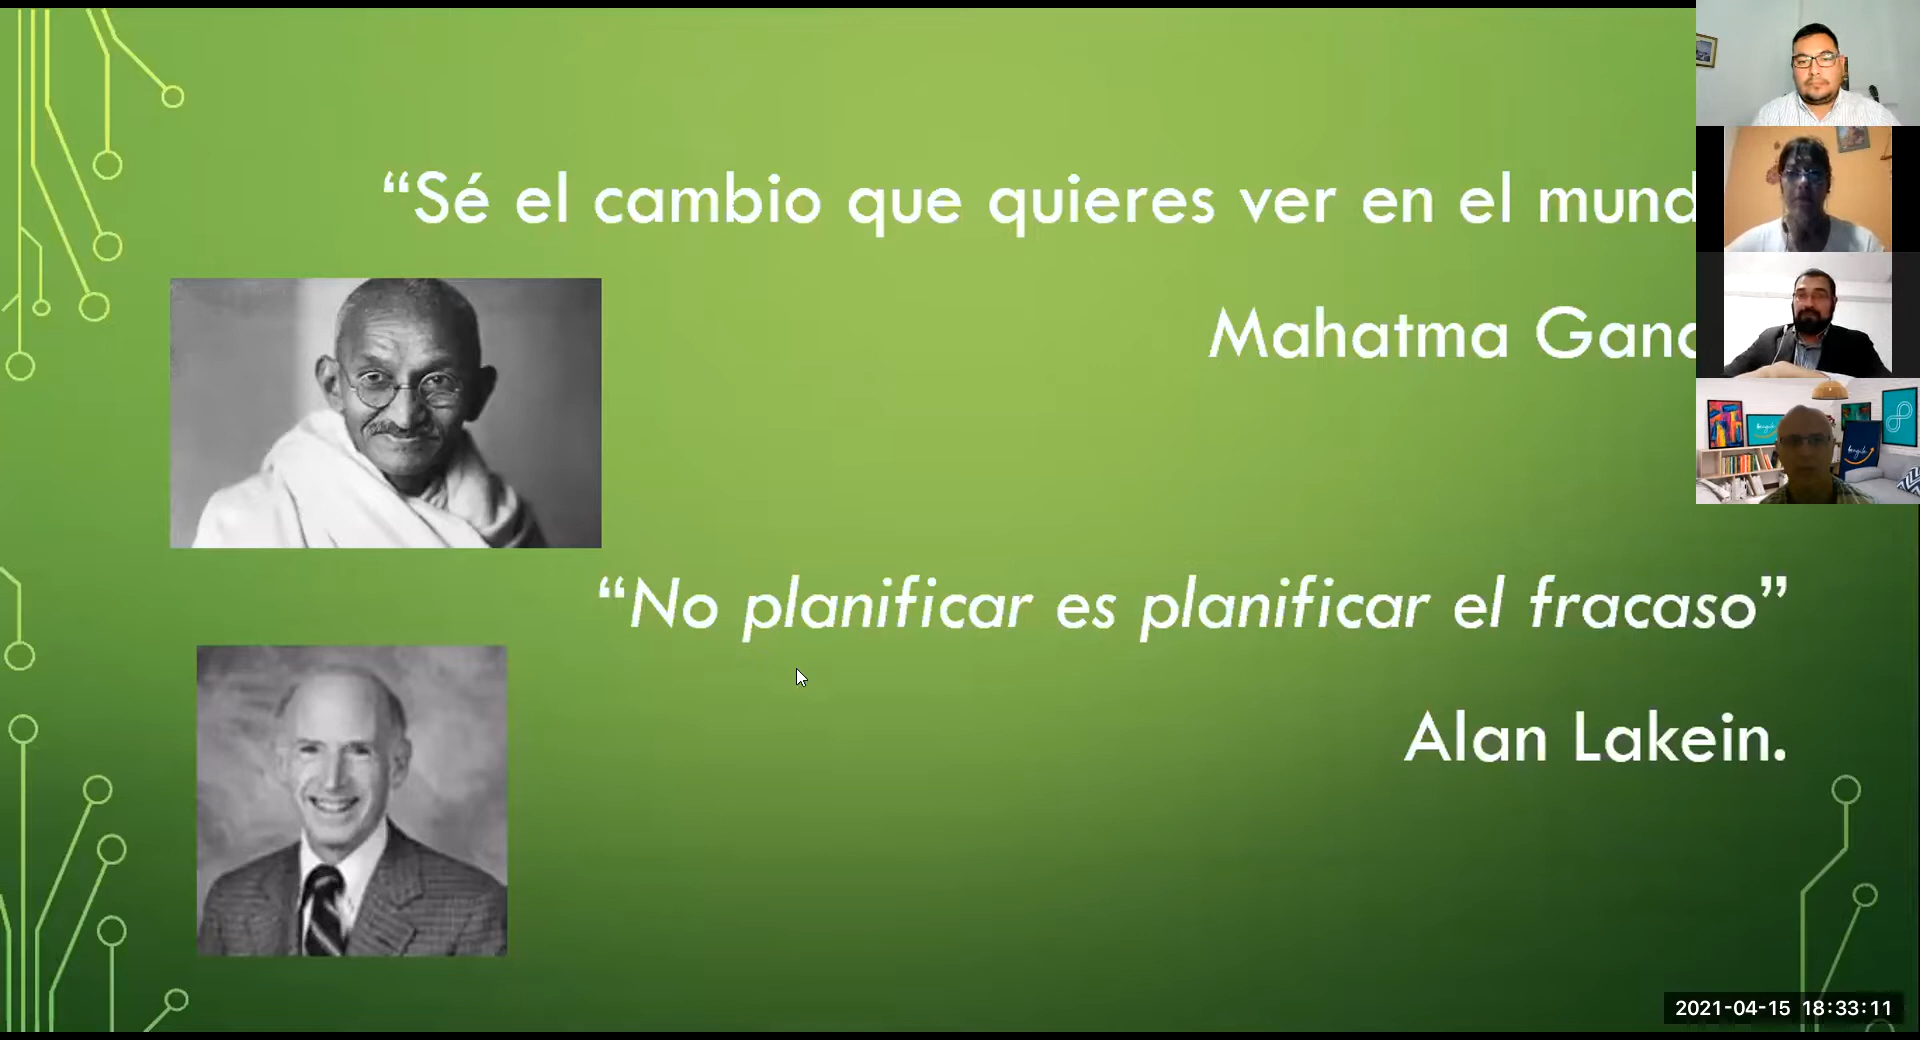 “Sé el cambio que quieres ver en el mund
Mahatma Gand
“No planificar es planificar el fracaso”
Alan Lakein.
2021-04-15 18:33:11